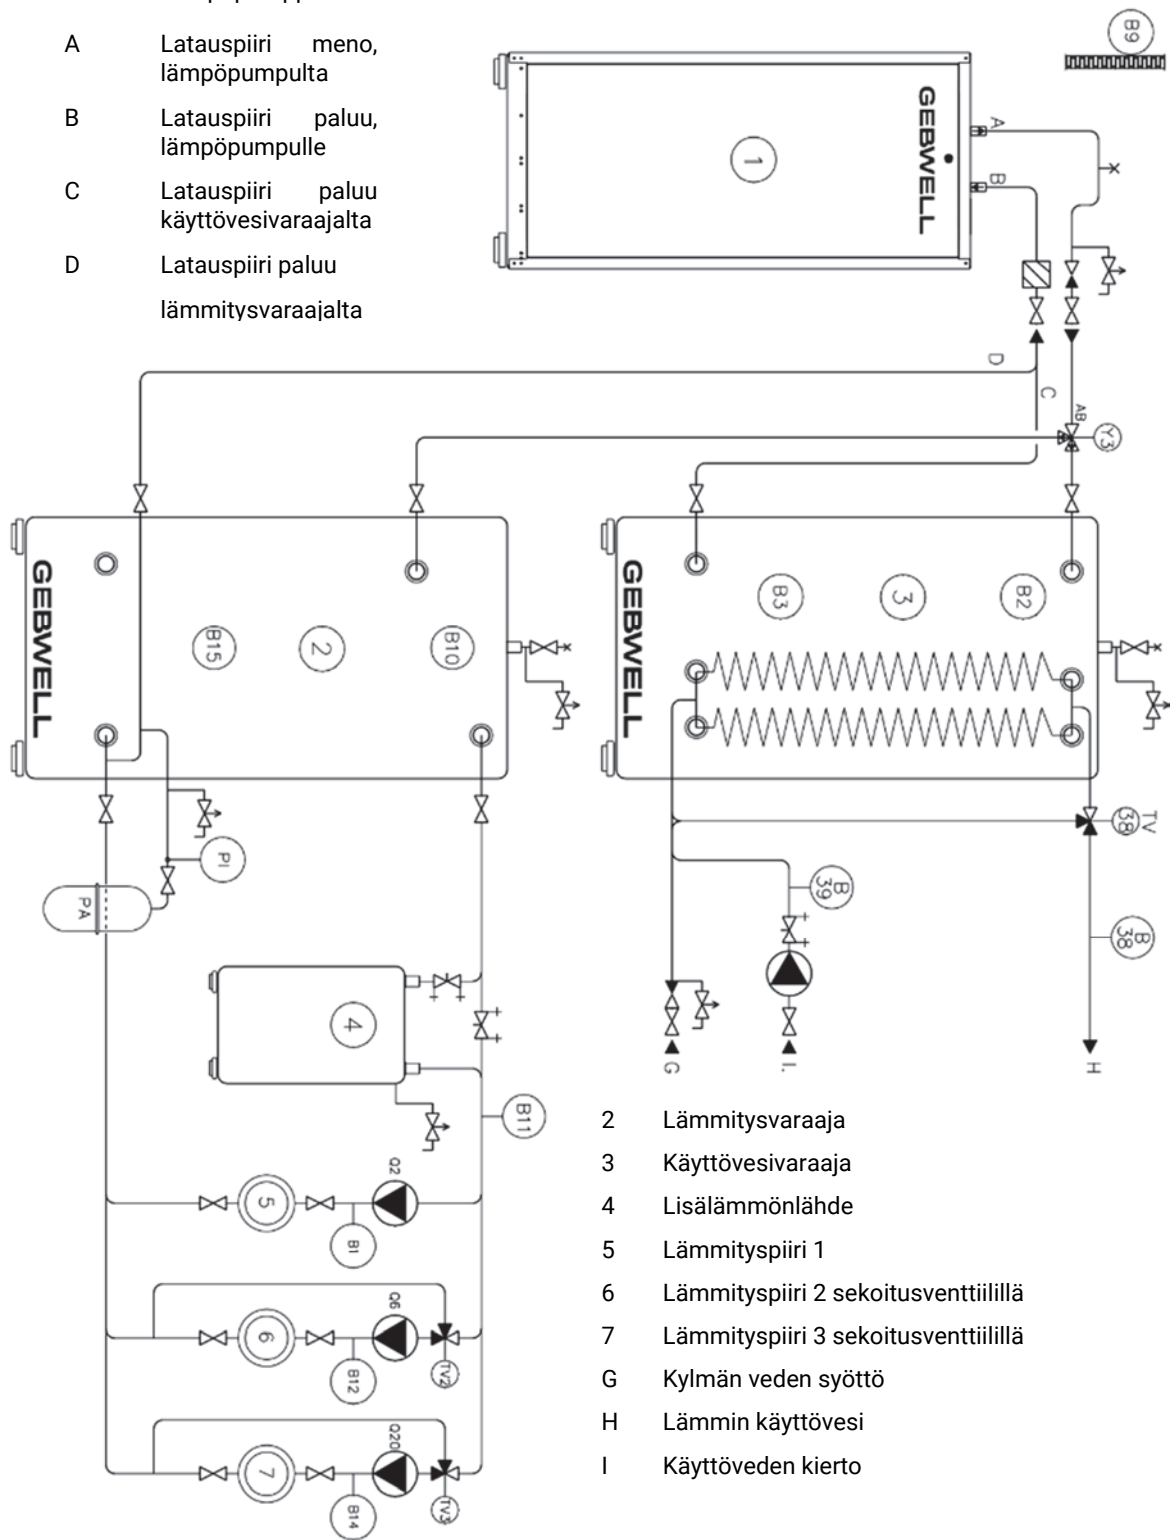 A Latauspiiri meno,
lämpöpumpulta
B Latauspiiri paluu,
lämpöpumpulle
C Latauspiiri paluu
käyttövesivaraajalta
D Latauspiiri paluu
lämmitysvaraajalta
B9
GEBWELL
1
A
B
D
C
AB
Y3
GEBWELL
B15
2
B10
GEBWELL
B3
3
B2
TV
38
B
39
B
38
PI
PA
4
B11
G
I.
H
Q2
5
B1
Q6
6
B12
TV2
Q20
7
B14
TV3
2 Lämmitysvaraaja
3 Käyttövesivaraaja
4 Lisälämmönlähde
5 Lämmityspiiri 1
6 Lämmityspiiri 2 sekoitusventtiilillä
7 Lämmityspiiri 3 sekoitusventtiilillä
G Kylmän veden syöttö
H Lämmin käyttövesi
I Käyttöveden kierto